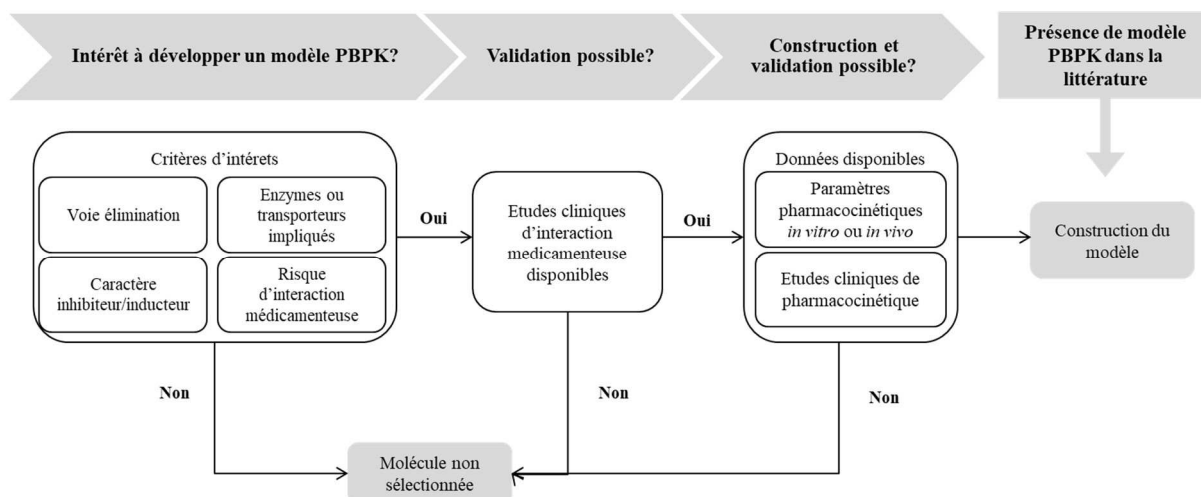 Intérêt à développer un modèle PBPK?
Validation possible?
Construction et
validation possible?
Présence de modèle
PBPK dans la
littérature
Critères d'intérets
Voie élimination
Enzymes ou
transporteurs
impliqués
Caractère
inhibiteur/inducteur
Risque
d'interaction
médicamenteuse
Oui
Etudes cliniques
d'interaction
medicamenteuse
disponibles
Oui
Données disponibles
Paramètres
pharmacocinétiques
in vitro ou in vivo
Etudes cliniques de
pharmacocinétique
Construction du
modèle
Non
Non
Non
Molécule non
sélectionnée